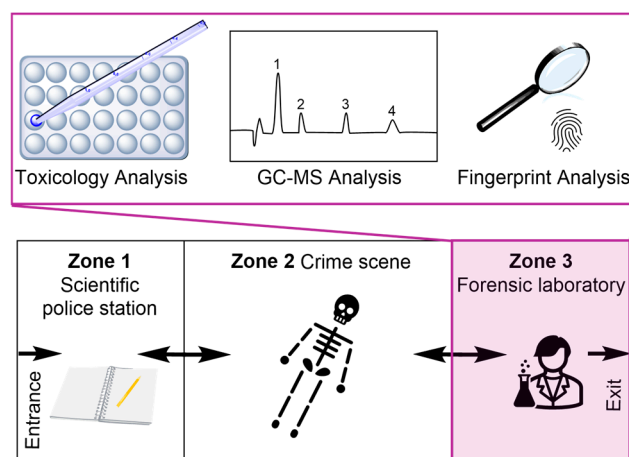 1
2
3
4
Toxicology Analysis
GC-MS Analysis
Fingerprint Analysis
Zone 1
Scientific
police station
Zone 2 Crime scene
Zone 3
Forensic laboratory
Entrance
Exit